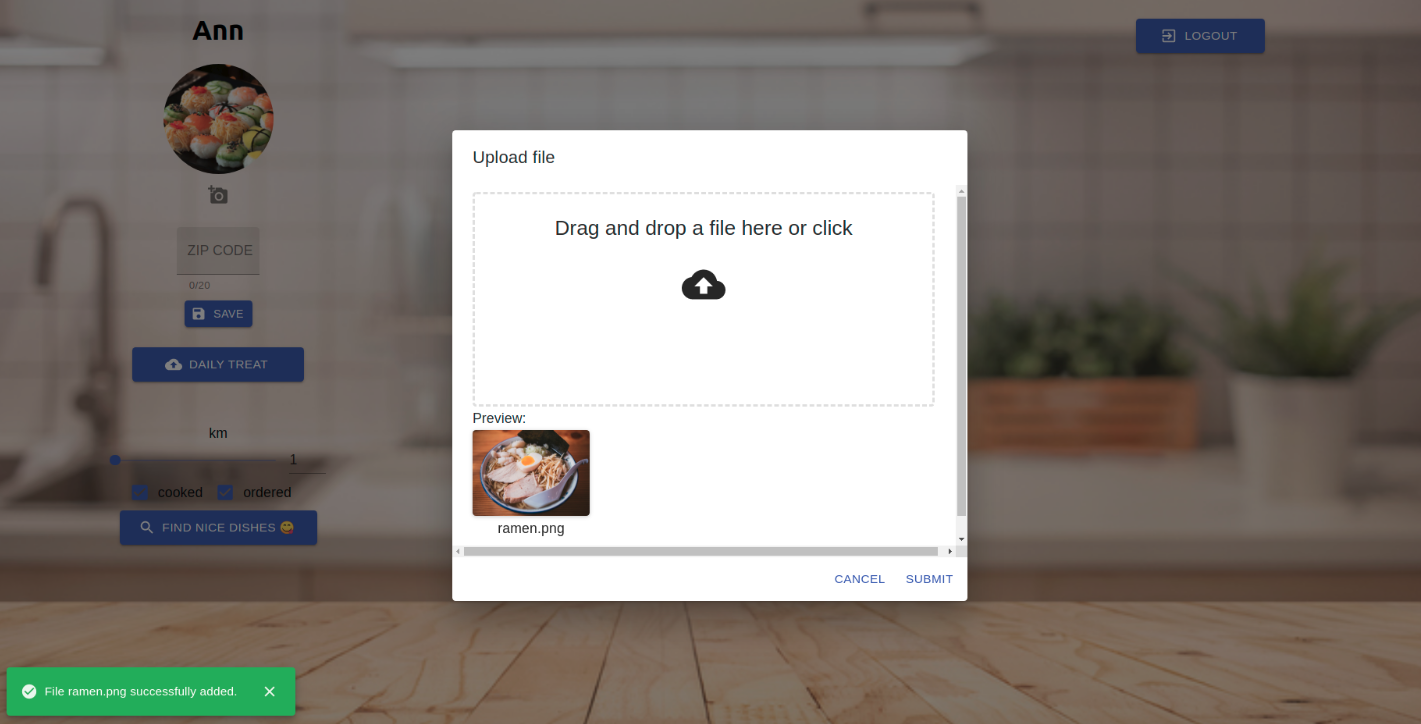 Ann
LOGOUT
ZIP CODE
0/20
SAVE
DAILY TREAT
km
1
cooked
ordered
FIND NICE DISHES 😋
Upload file
Drag and drop a file here or click
Preview:
ramen.png
CANCEL
SUBMIT
File ramen.png successfully added.